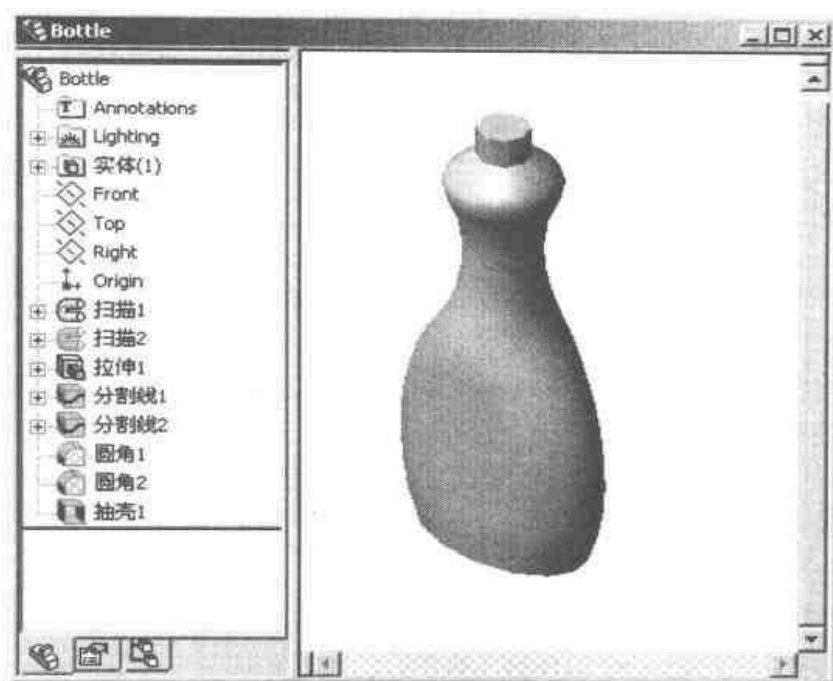 Bottle
Bottle
Annotations
Lighting
实体(1)
Front
Top
Right
Origin
扫描1
扫描2
拉伸1
分割线1
分割线2
圆角1
圆角2
抽壳1